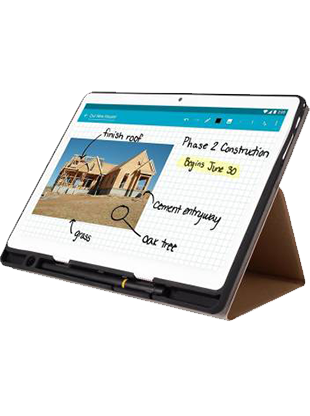 finish roof
Phase 2 Construction
Begins June 30
Cement entryway
grass
Oak tree